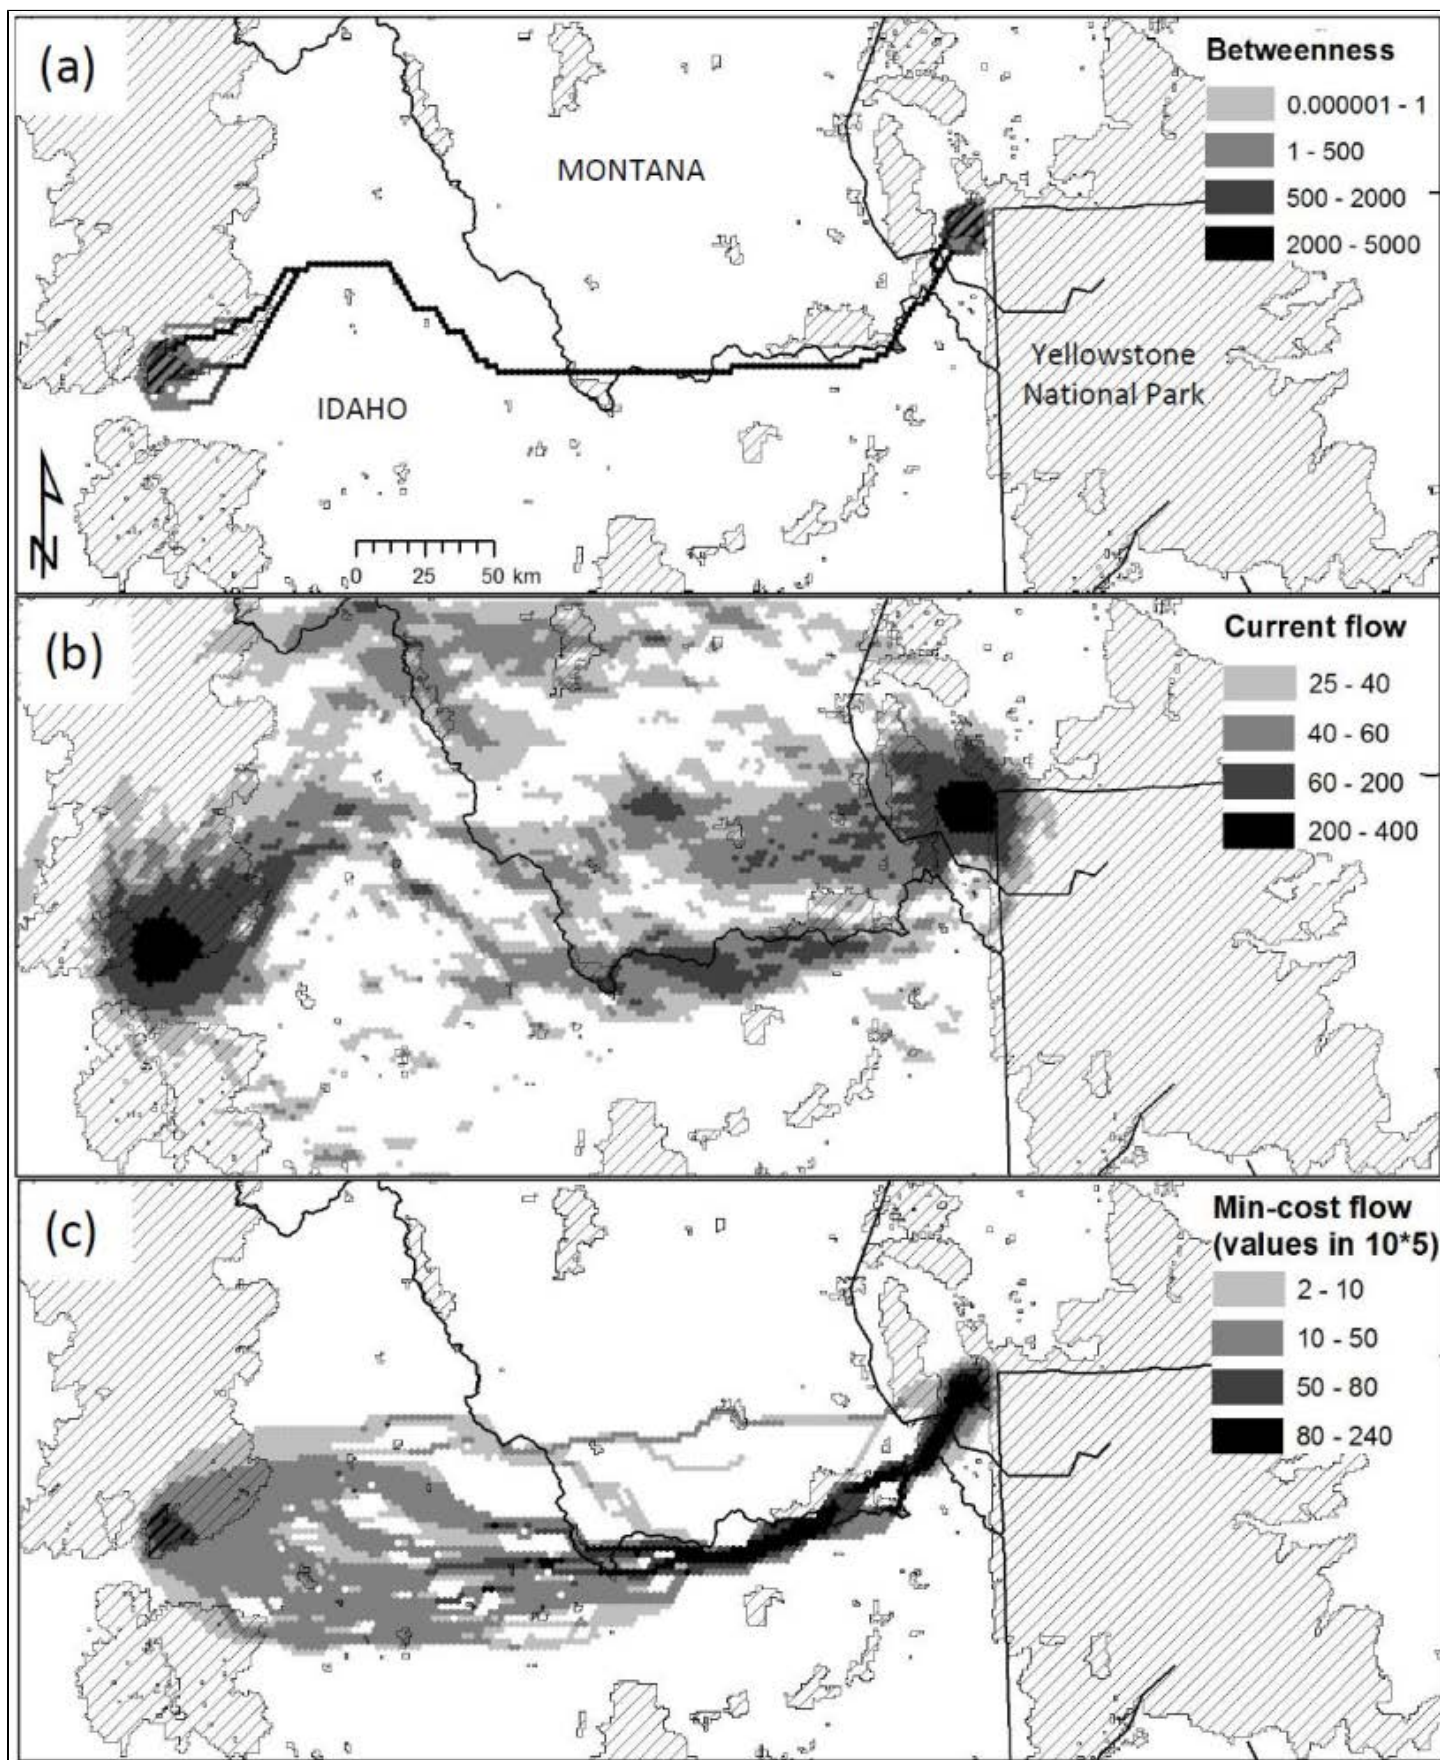 (a)
Betweenness
0.000001 - 1
1 - 500
500 - 2000
2000 - 5000
MONTANA
Yellowstone
National Park
IDAHO
N
0 25 50 km
(b)
Current flow
25 - 40
40 - 60
60 - 200
200 - 400
(c)
Min-cost flow
(values in 10*5)
2 - 10
10 - 50
50 - 80
80 - 240